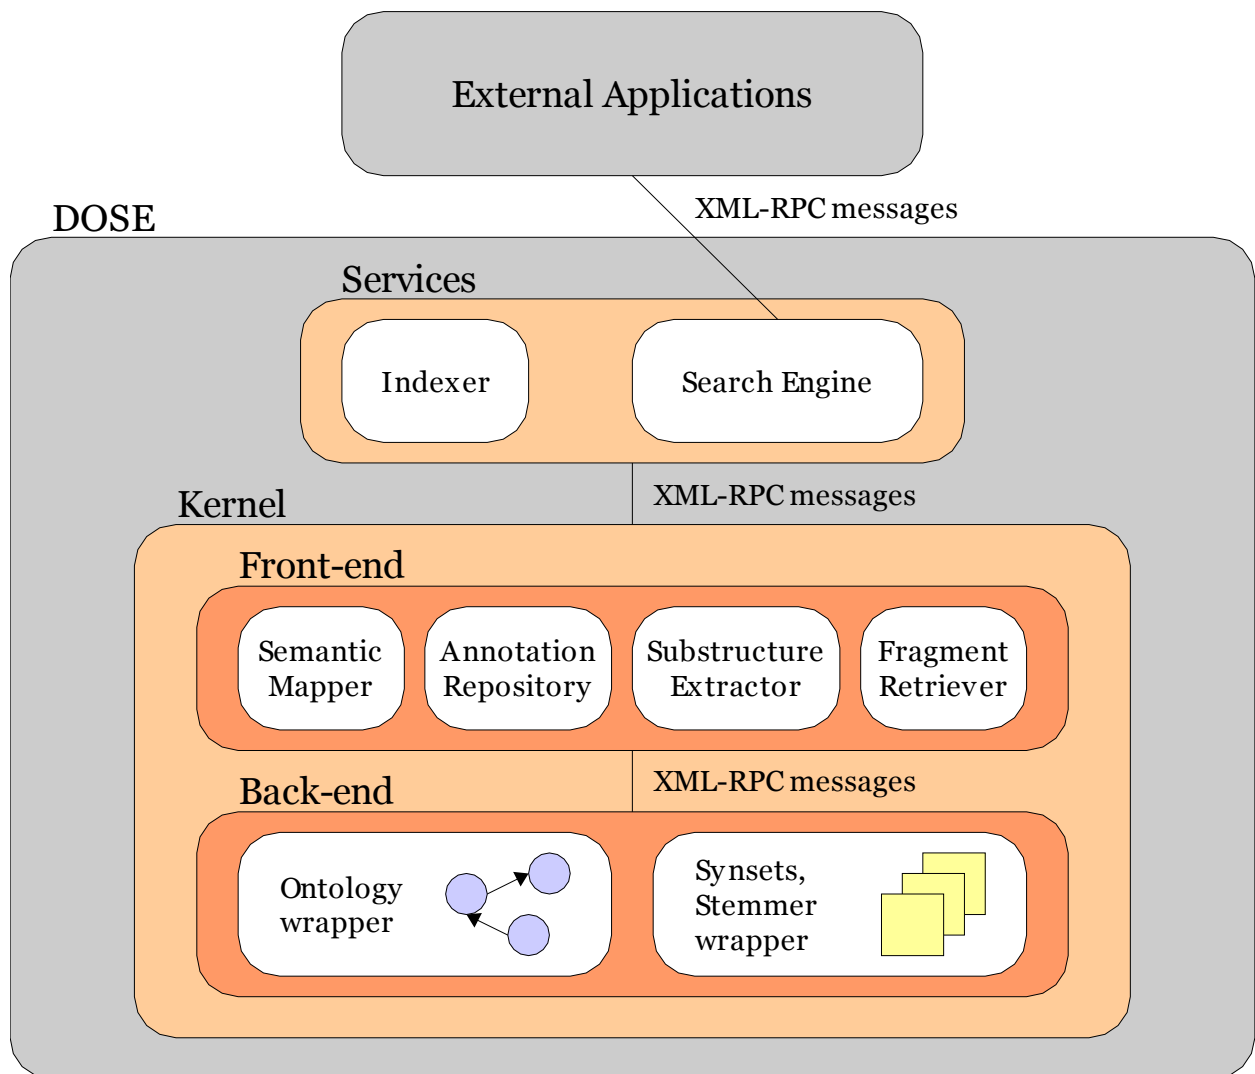 External Applications
XML-RPC messages
DOSE
Services
Indexer
Search Engine
XML-RPC messages
Kernel
Front-end
Semantic
Mapper
Annotation
Repository
Substructure
Extractor
Fragment
Retriever
XML-RPC messages
Back-end
Ontology
wrapper
Synsets,
Stemmer
wrapper